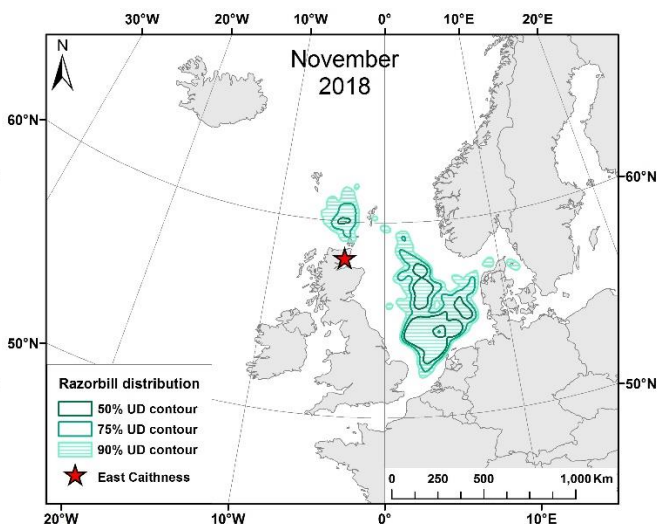 30°W 20°W 10°W 0° 10°E 20°E
N
November
2018
60°N
60°N
50°N
50°N
Razorbill distribution
50% UD contour
75% UD contour
90% UD contour
East Caithness
0 250 500 1,000 Km
20°W 10°W 0° 10°E